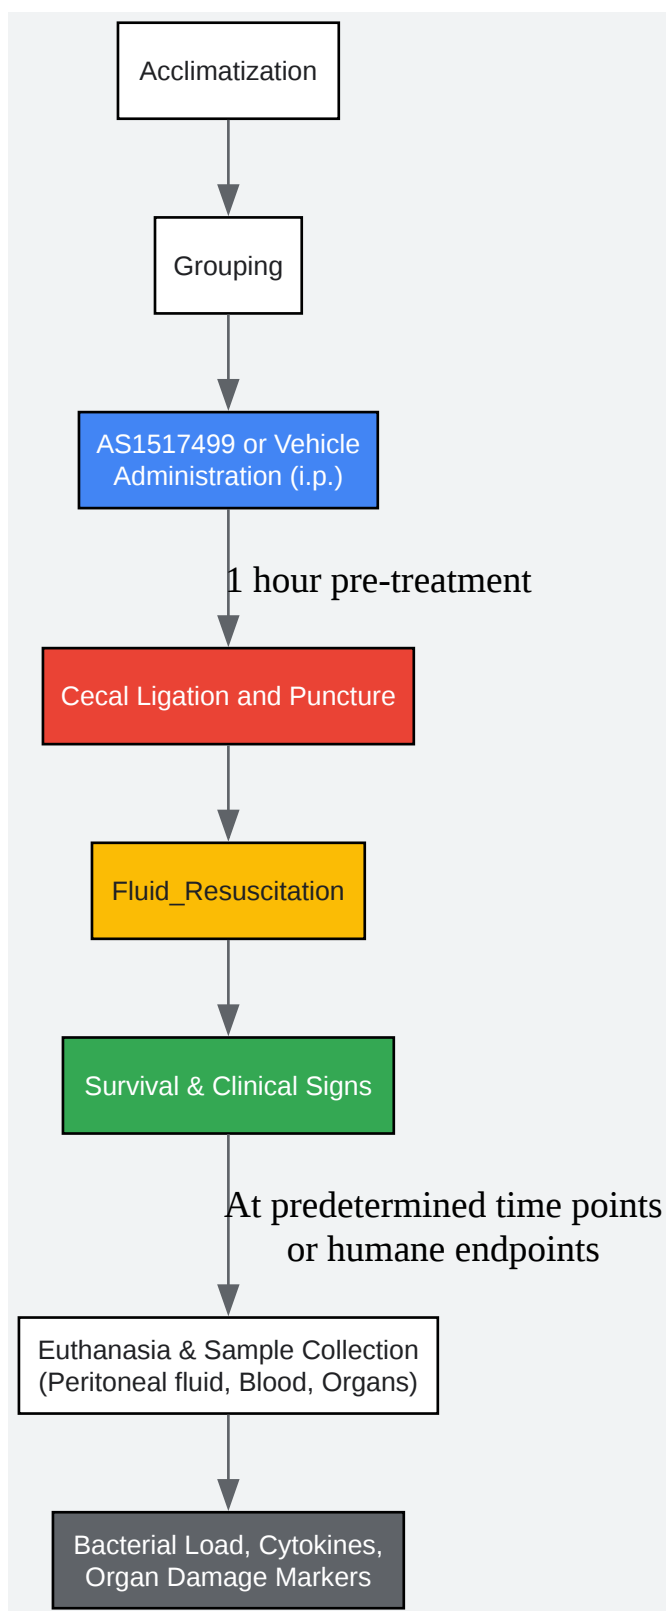 Acclimatization
Grouping
AS1517499 or Vehicle
Administration (i.p.)
1 hour pre-treatment
Cecal Ligation and Puncture
Fluid_Resuscitation
Survival & Clinical Signs
At predetermined time points
or humane endpoints
Euthanasia & Sample Collection
(Peritoneal fluid, Blood, Organs)
Bacterial Load, Cytokines,
Organ Damage Markers